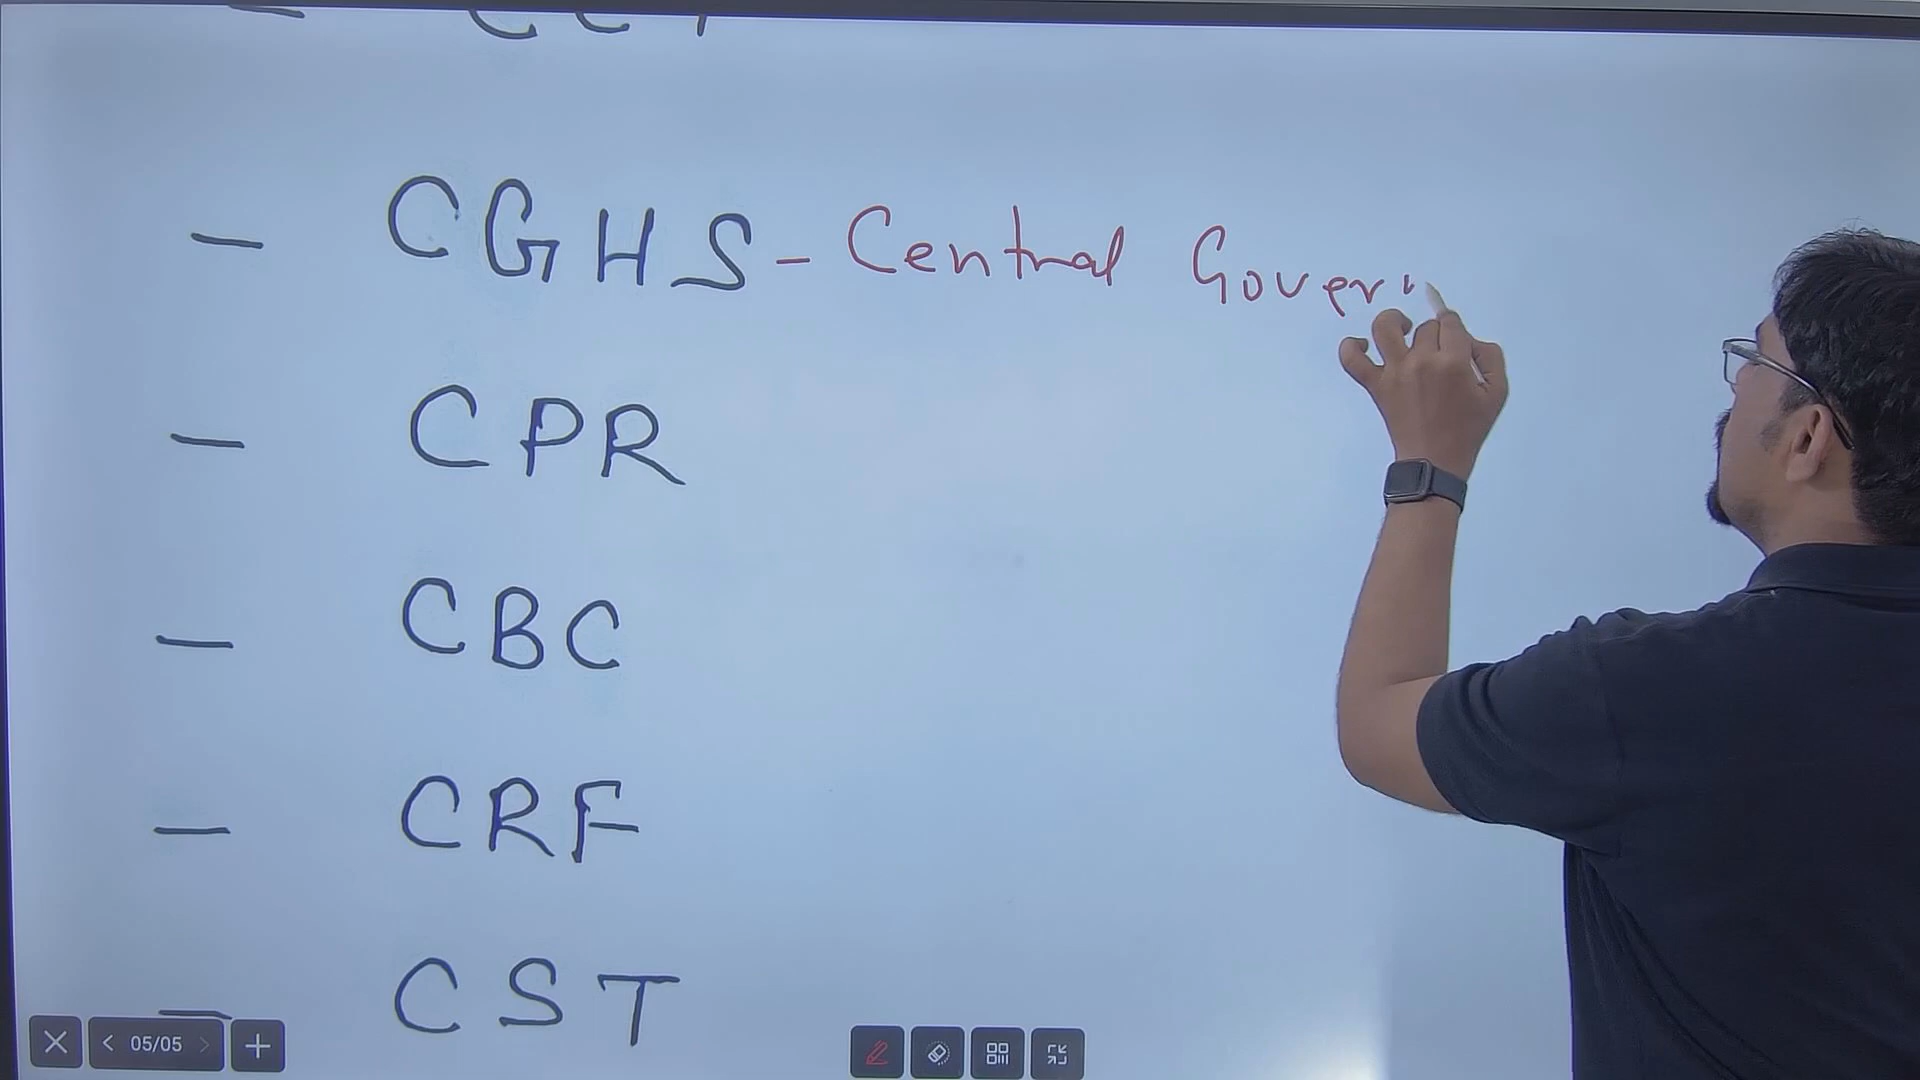 - CGHS - Central Govern
- CPR
- CBC
- CRF
- CST
05/05